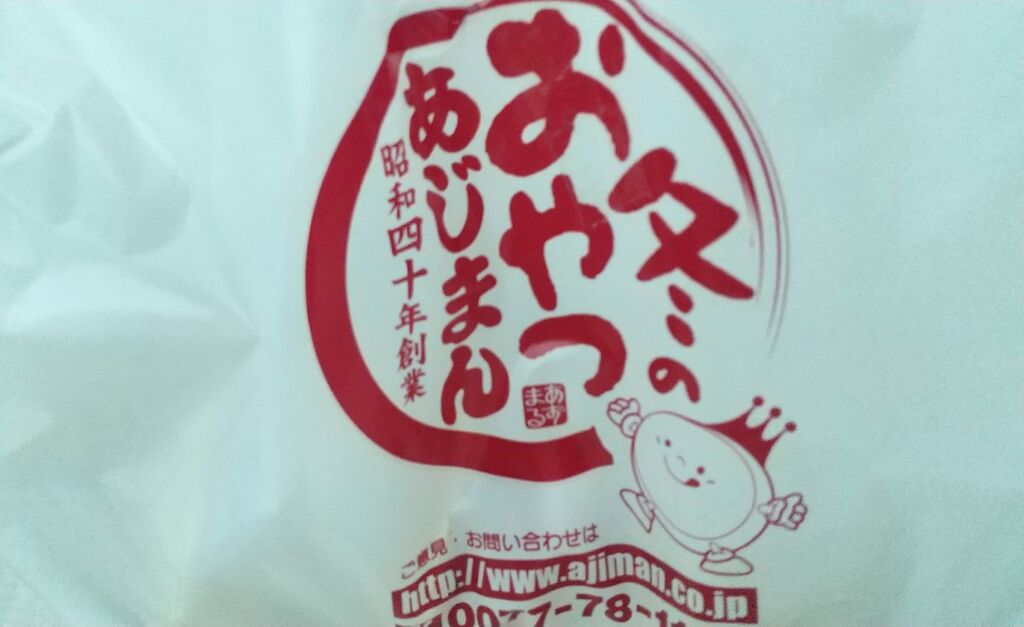 冬の
おやつ
あじまん
昭和四十年創業
あず
まる
ご意見・お問い合わせは
http://www.ajiman.co.jp